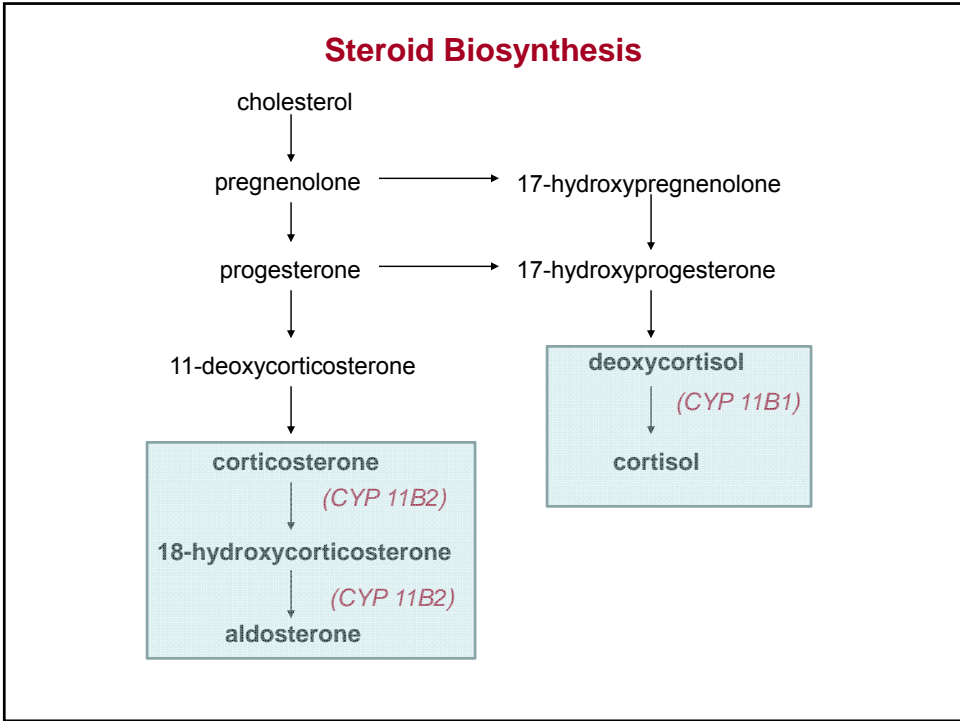 Steroid Biosynthesis
cholesterol
pregnenolone
17-hydroxypregnenolone
progesterone
17-hydroxyprogesterone
11-deoxycorticosterone
deoxycortisol
(CYP 11B1)
cortisol
corticosterone
(CYP 11B2)
18-hydroxycorticosterone
(CYP 11B2)
aldosterone